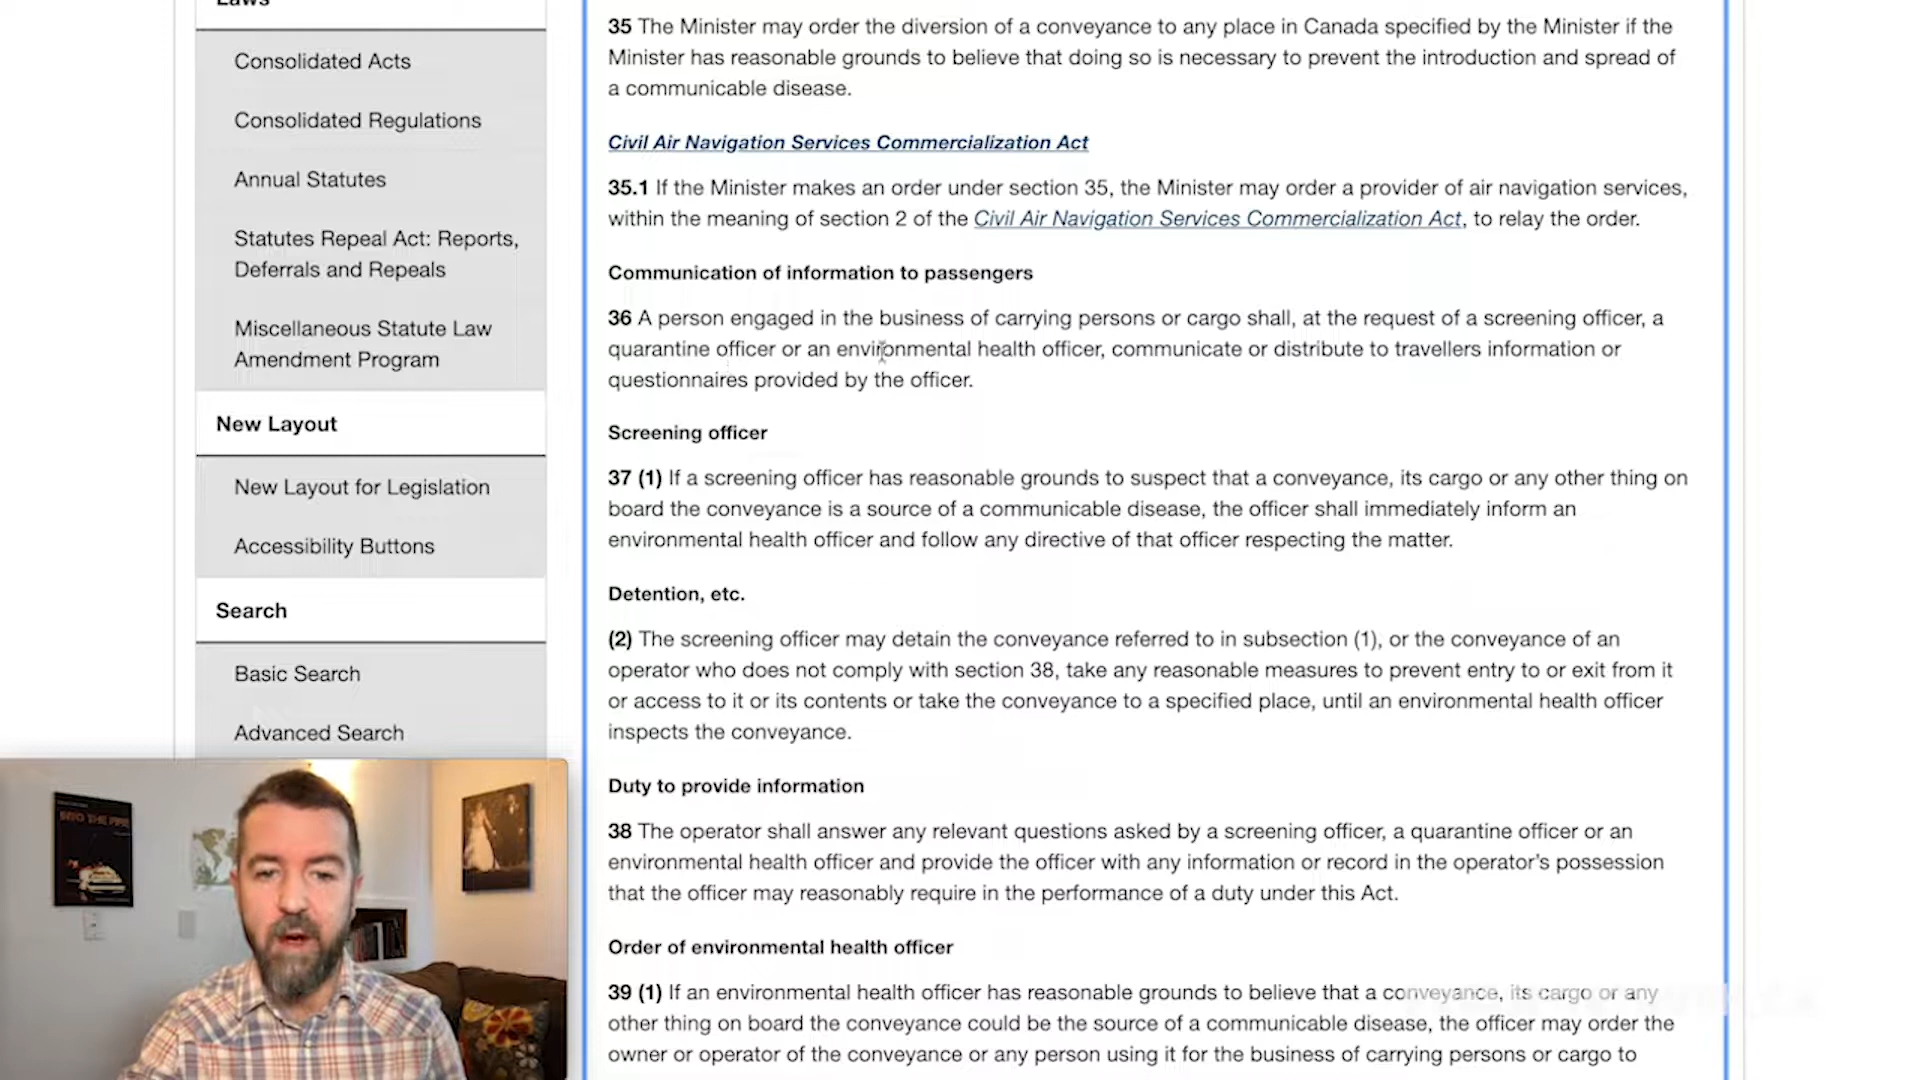 Laws
Consolidated Acts
Consolidated Regulations
Annual Statutes
Statutes Repeal Act: Reports,
Deferrals and Repeals
Miscellaneous Statute Law
Amendment Program
New Layout
New Layout for Legislation
Accessibility Buttons
Search
Basic Search
Advanced Search
35 The Minister may order the diversion of a conveyance to any place in Canada specified by the Minister if the
Minister has reasonable grounds to believe that doing so is necessary to prevent the introduction and spread of
a communicable disease.
Civil Air Navigation Services Commercialization Act
35.1 If the Minister makes an order under section 35, the Minister may order a provider of air navigation services,
within the meaning of section 2 of the Civil Air Navigation Services Commercialization Act, to relay the order.
Communication of information to passengers
36 A person engaged in the business of carrying persons or cargo shall, at the request of a screening officer, a
quarantine officer or an environmental health officer, communicate or distribute to travellers information or
questionnaires provided by the officer.
Screening officer
37 (1) If a screening officer has reasonable grounds to suspect that a conveyance, its cargo or any other thing on
board the conveyance is a source of a communicable disease, the officer shall immediately inform an
environmental health officer and follow any directive of that officer respecting the matter.
Detention, etc.
(2) The screening officer may detain the conveyance referred to in subsection (1), or the conveyance of an
operator who does not comply with section 38, take any reasonable measures to prevent entry to or exit from it
or access to it or its contents or take the conveyance to a specified place, until an environmental health officer
inspects the conveyance.
Duty to provide information
38 The operator shall answer any relevant questions asked by a screening officer, a quarantine officer or an
environmental health officer and provide the officer with any information or record in the operator's possession
that the officer may reasonably require in the performance of a duty under this Act.
Order of environmental health officer
39 (1) If an environmental health officer has reasonable grounds to believe that a conveyance, its cargo or any
other thing on board the conveyance could be the source of a communicable disease, the officer may order the
owner or operator of the conveyance or any person using it for the business of carrying persons or cargo to
INTO THE FIRE